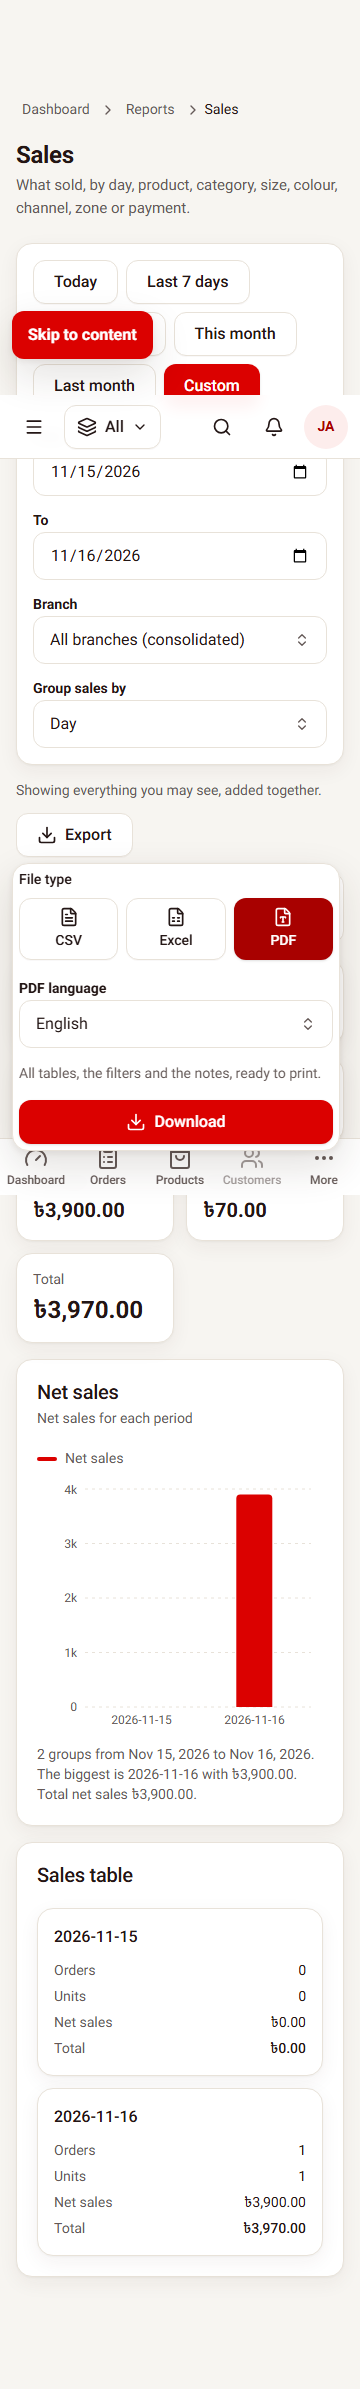 Dashboard > Reports > Sales
Sales
What sold, by day, product, category, size, colour,
channel, zone or payment.
Today
Last 7 days
Skip to content
This month
Last month
Custom
All
JA
11/15/2026
To
11/16/2026
Branch
All branches (consolidated)
Group sales by
Day
Showing everything you may see, added together.
Export
File type
CSV
Excel
PDF
PDF language
English
All tables, the filters and the notes, ready to print.
Download
Dashboard
Orders
Products
Customers
More
৳3,900.00
৳70.00
Total
৳3,970.00
Net sales
Net sales for each period
Net sales
4k
3k
2k
1k
0
2026-11-15
2026-11-16
2 groups from Nov 15, 2026 to Nov 16, 2026.
The biggest is 2026-11-16 with ৳3,900.00.
Total net sales ৳3,900.00.
Sales table
2026-11-15
Orders 0
Units 0
Net sales ৳0.00
Total ৳0.00
2026-11-16
Orders 1
Units 1
Net sales ৳3,900.00
Total ৳3,970.00